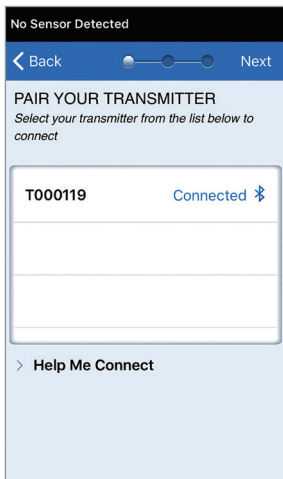 No Sensor Detected
Back Next
PAIR YOUR TRANSMITTER
Select your transmitter from the list below to
connect
T000119 Connected
> Help Me Connect